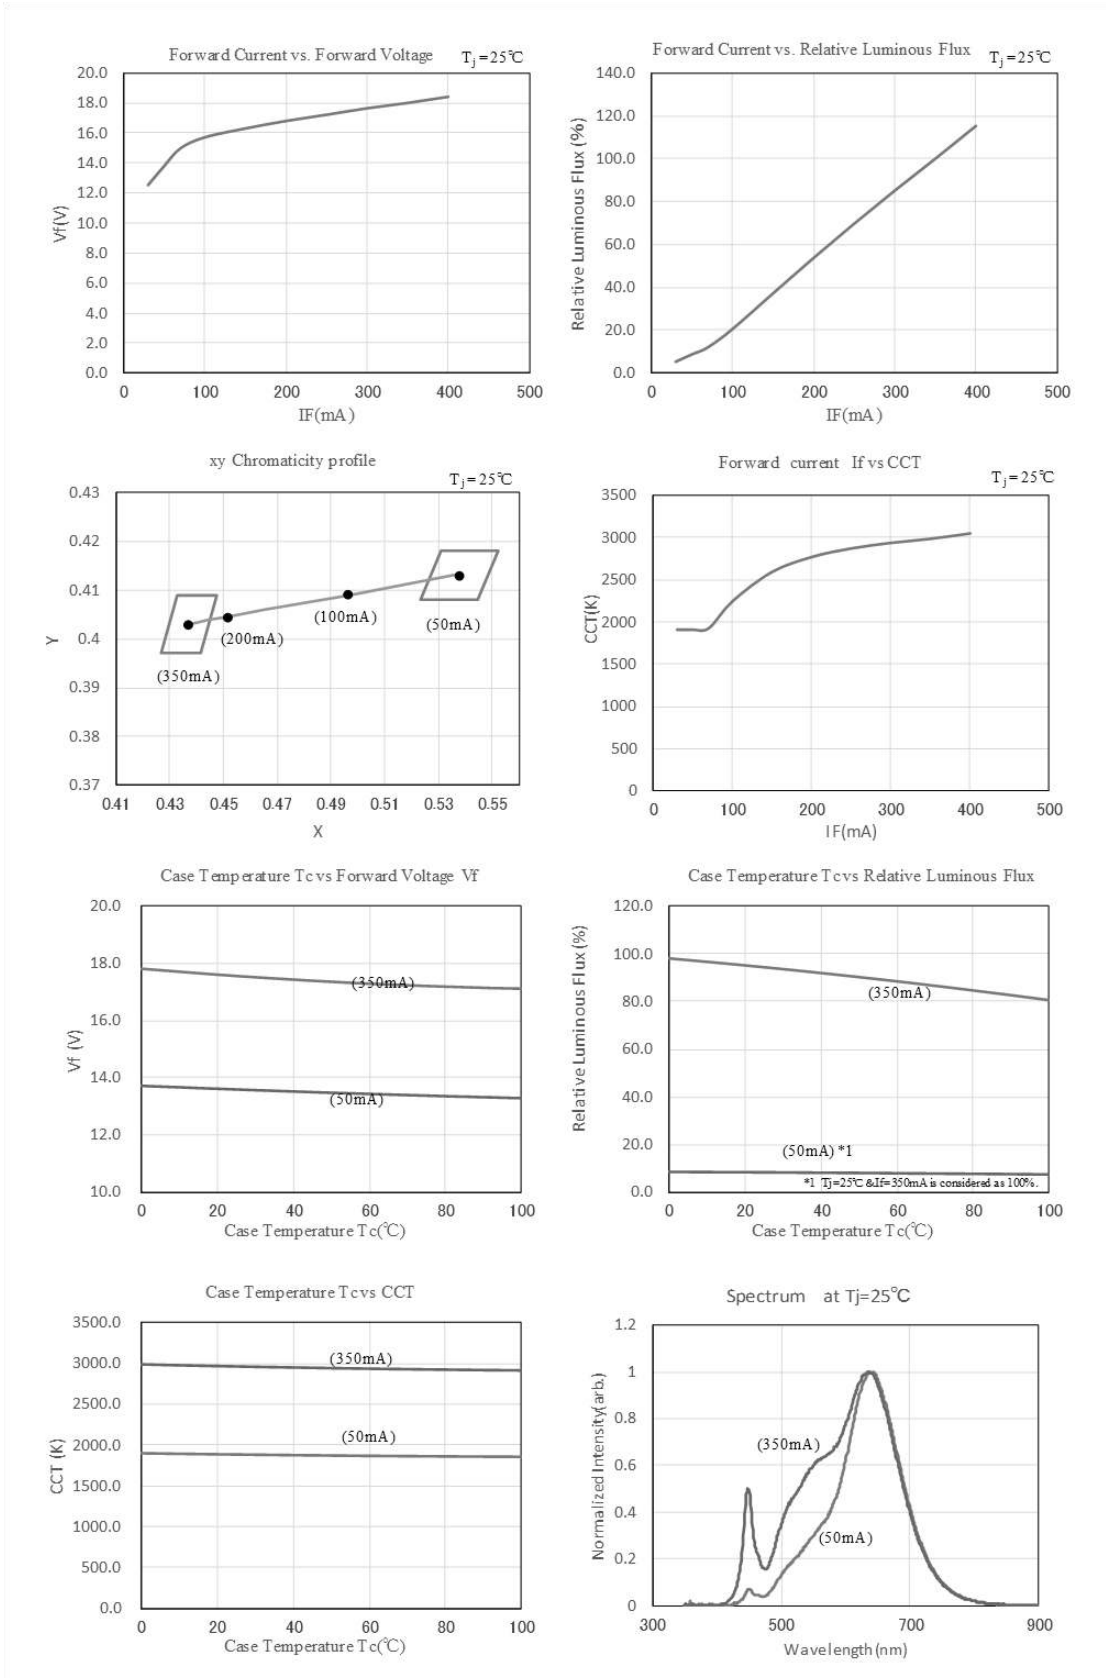 Forward Current vs. Forward Voltage
Tj=25℃
20.0
18.0
16.0
14.0
12.0
10.0
8.0
6.0
4.0
2.0
0.0
Vf(V)
0 100 200 300 400 500
IF(mA)
Forward Current vs. Relative Luminous Flux
Tj=25℃
140.0
120.0
100.0
80.0
60.0
40.0
20.0
0.0
Relative Luminous Flux (%)
0 100 200 300 400 500
IF(mA)
xy Chromaticity profile
Tj=25℃
0.43
0.42
0.41
0.4
0.39
0.38
0.37
Y
(100mA)
(50mA)
(200mA)
(350mA)
0.41 0.43 0.45 0.47 0.49 0.51 0.53 0.55
X
Forward current If vs CCT
Tj=25℃
3500
3000
2500
2000
1500
1000
500
0
CCT(K)
0 100 200 300 400 500
IF(mA)
Case Temperature Tc vs Forward Voltage Vf
20.0
18.0
16.0
14.0
12.0
10.0
Vf (V)
(350mA)
(50mA)
0 20 40 60 80 100
Case Temperature Tc(℃)
Case Temperature Tc vs Relative Luminous Flux
120.0
100.0
80.0
60.0
40.0
20.0
0.0
Relative Luminous Flux (%)
(350mA)
(50mA) *1
*1 Tj=25℃ &If=350mA is considered as 100%.
0 20 40 60 80 100
Case Temperature Tc(℃)
Case Temperature Tc vs CCT
3500.0
3000.0
2500.0
2000.0
1500.0
1000.0
500.0
0.0
CCT (K)
(350mA)
(50mA)
0 20 40 60 80 100
Case Temperature Tc(℃)
Spectrum at Tj=25℃
1.2
1
0.8
0.6
0.4
0.2
0
Normalized Intensity(arb.)
(350mA)
(50mA)
300 500 700 900
Wavelength(nm)